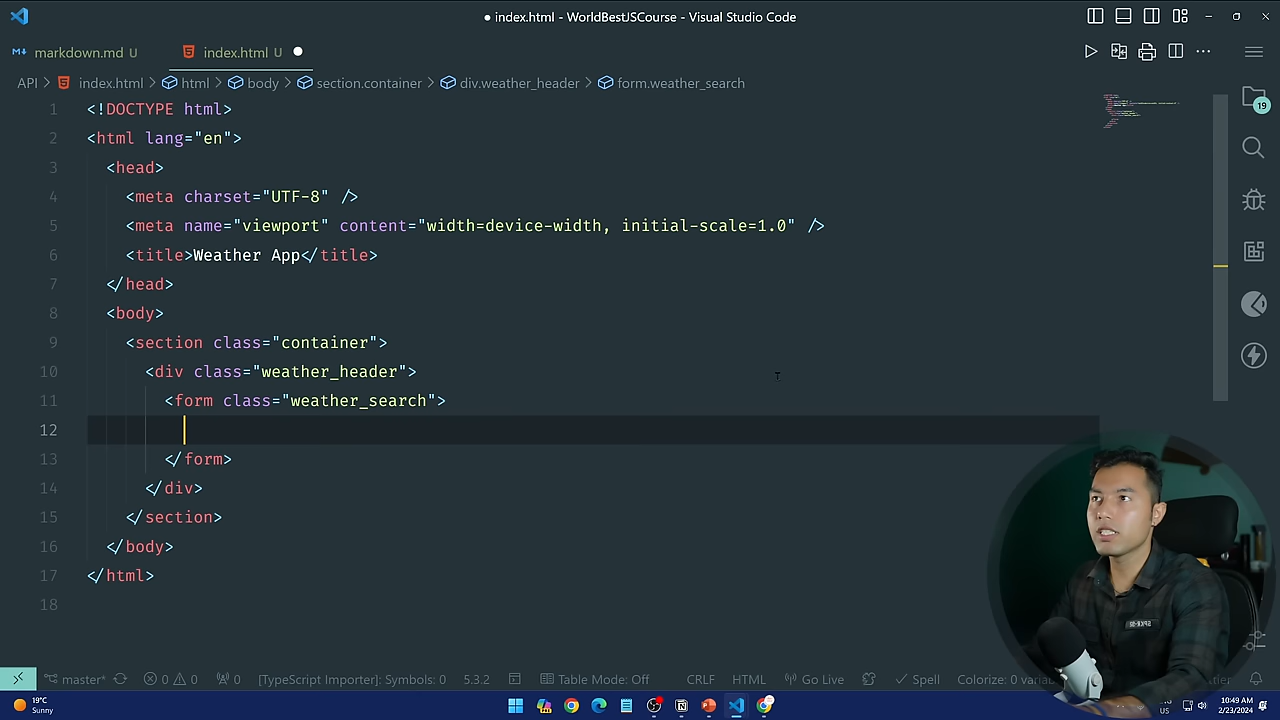 index.html - WorldBestJSCourse - Visual Studio Code
markdown.md U
index.html U
API > index.html > html > body > section.container > div.weather_header > form.weather_search
1 <!DOCTYPE html>
2 <html lang="en">
3 <head>
4 <meta charset="UTF-8" />
5 <meta name="viewport" content="width=device-width, initial-scale=1.0" />
6 <title>Weather App</title>
7 </head>
8 <body>
9 <section class="container">
10 <div class="weather_header">
11 <form class="weather_search">
12
13 </form>
14 </div>
15 </section>
16 </body>
17 </html>
18
19
master* 0 0 0 [TypeScript Importer]: Symbols: 0 5.3.2 Table Mode: Off CRLF HTML Go Live Spell Colorize: 0
19°C
Sunny
US
10:49 AM
2/23/2024